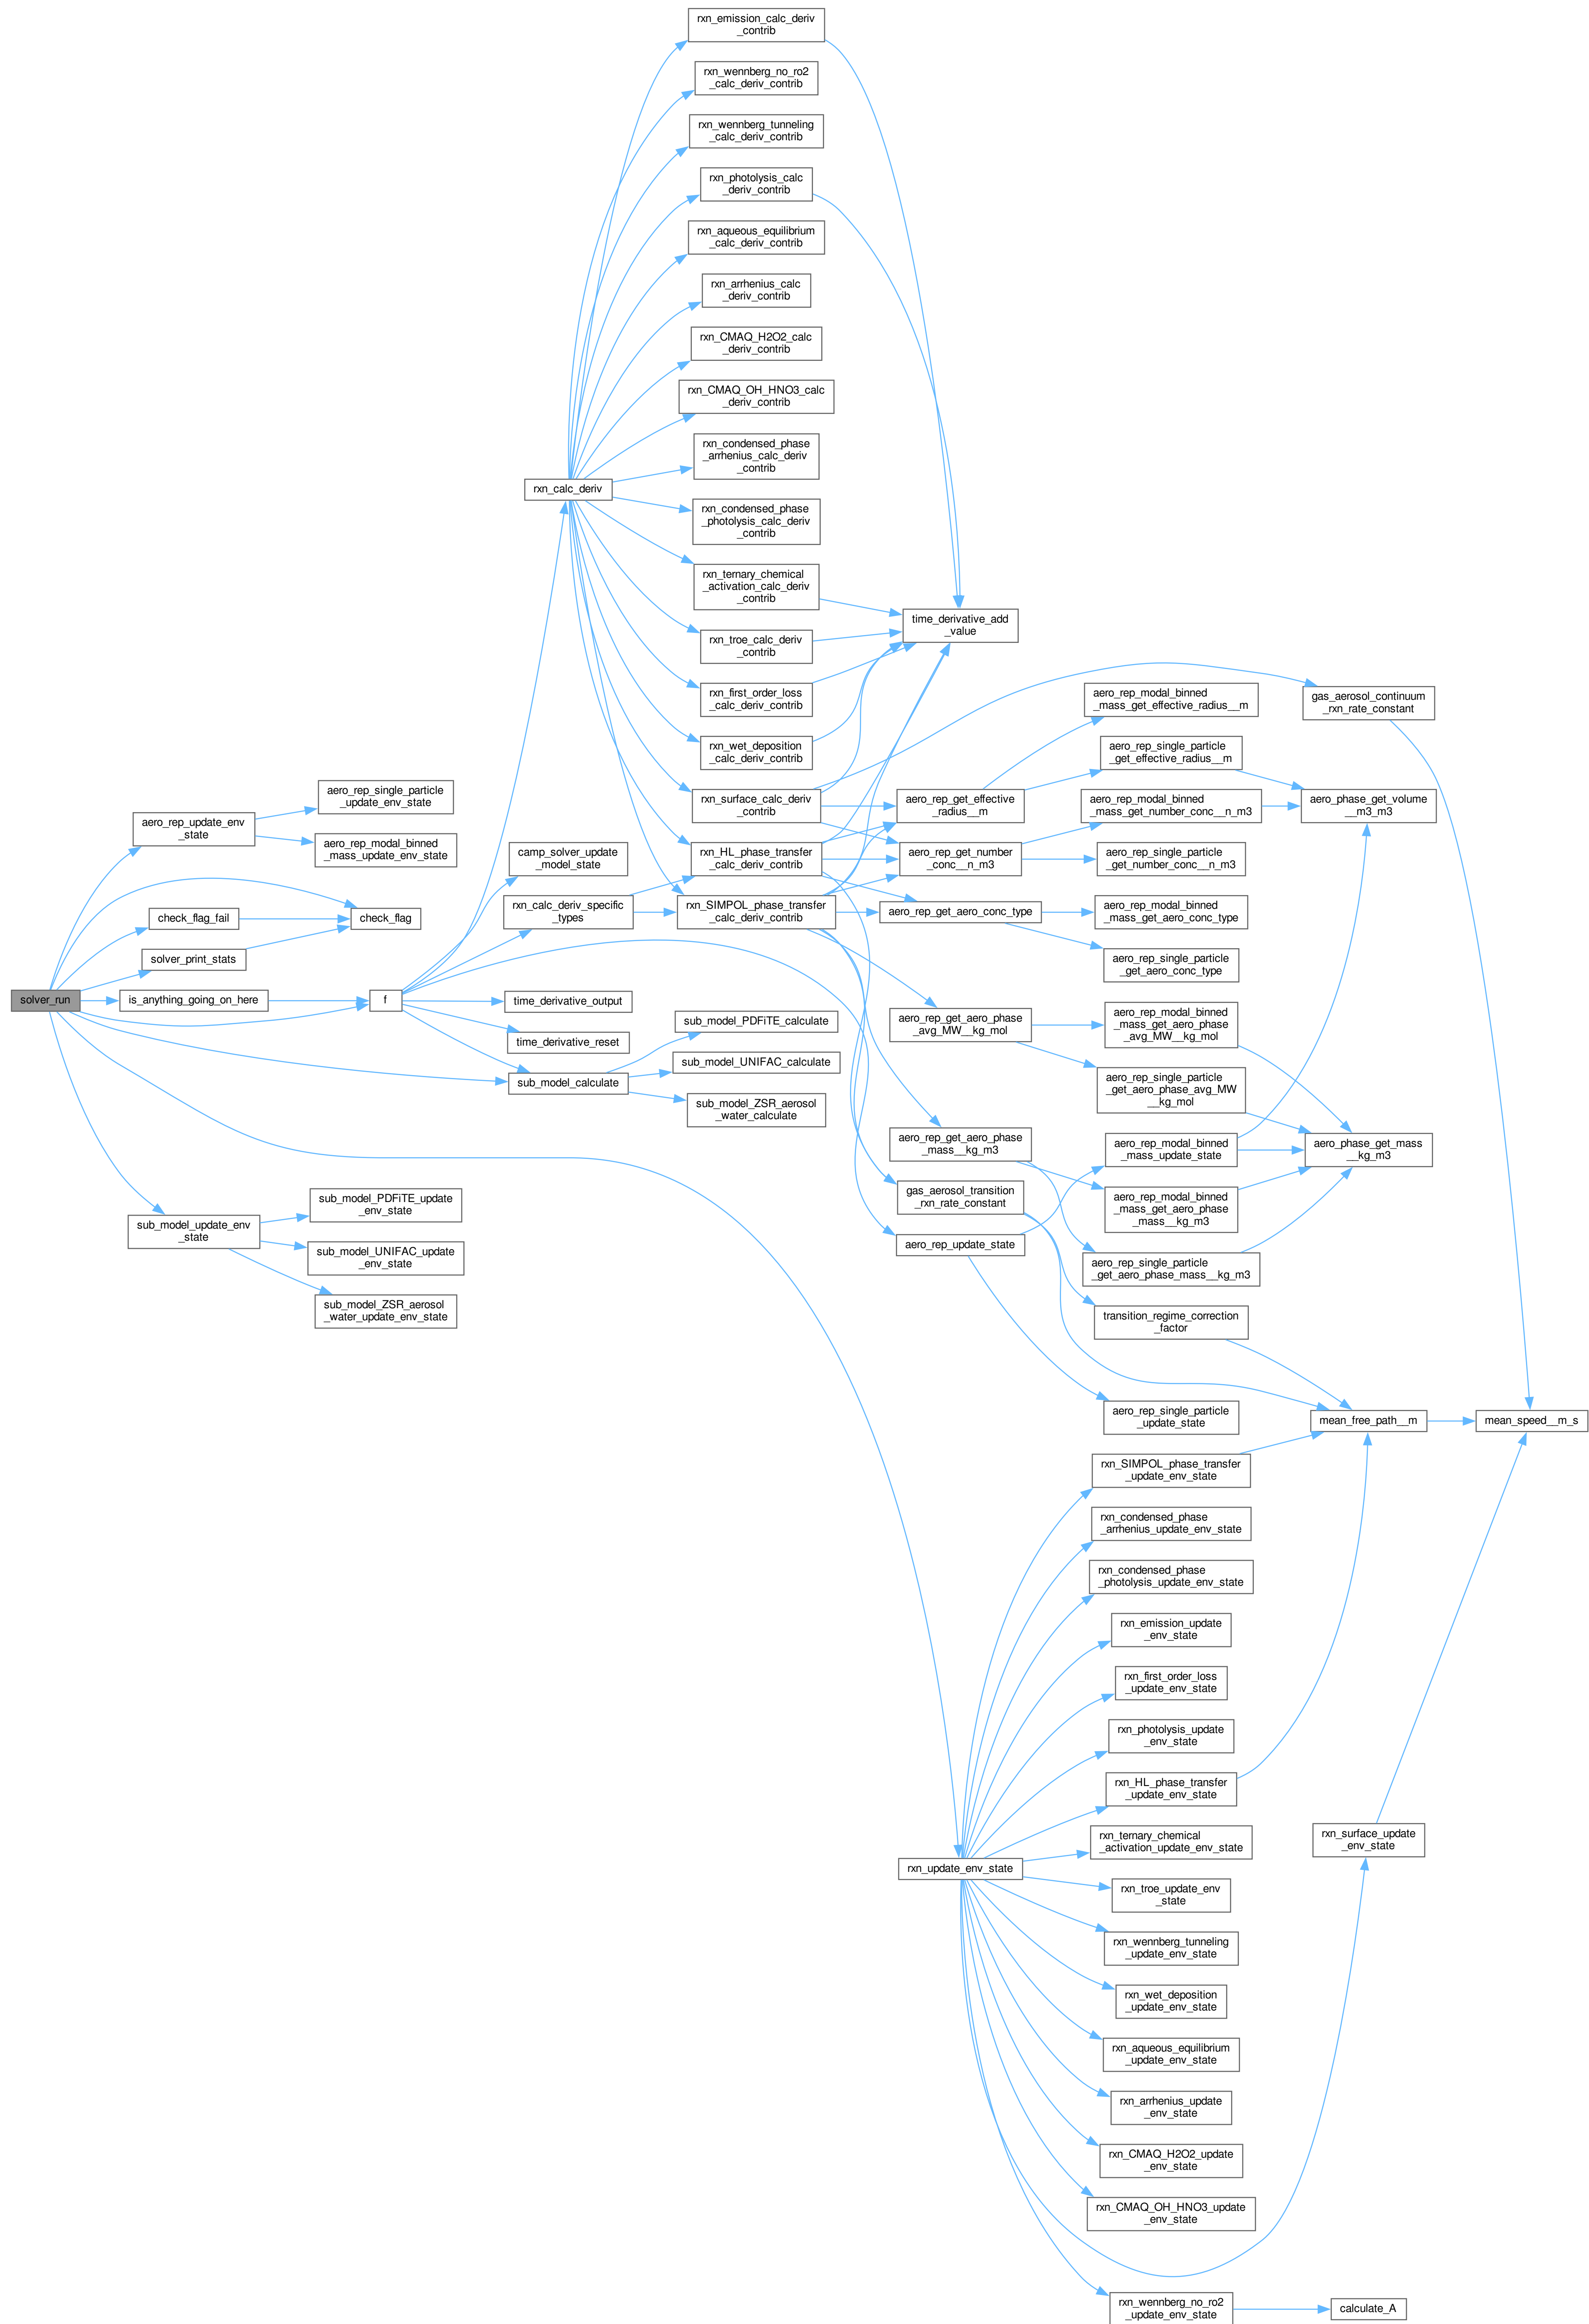 rxn_emission_calc_deriv
_contrib
rxn_wennberg_no_ro2
_calc_deriv_contrib
rxn_wennberg_tunneling
_calc_deriv_contrib
rxn_photolysis_calc
_deriv_contrib
rxn_aqueous_equilibrium
_calc_deriv_contrib
rxn_arrhenius_calc
_deriv_contrib
rxn_CMAQ_H2O2_calc
_deriv_contrib
rxn_CMAQ_OH_HNO3_calc
_deriv_contrib
rxn_condensed_phase
_arrhenius_calc_deriv
_contrib
rxn_calc_deriv
rxn_condensed_phase
_photolysis_calc_deriv
_contrib
rxn_ternary_chemical
_activation_calc_deriv
_contrib
time_derivative_add
_value
rxn_troe_calc_deriv
_contrib
rxn_first_order_loss
_calc_deriv_contrib
aero_rep_modal_binned
_mass_get_effective_radius__m
gas_aerosol_continuum
_rxn_rate_constant
rxn_wet_deposition
_calc_deriv_contrib
aero_rep_single_particle
_get_effective_radius__m
aero_rep_single_particle
_update_env_state
rxn_surface_calc_deriv
_contrib
aero_rep_get_effective
_radius__m
aero_rep_modal_binned
_mass_get_number_conc__n_m3
aero_phase_get_volume
__m3_m3
aero_rep_update_env
_state
aero_rep_modal_binned
_mass_update_env_state
camp_solver_update
_model_state
rxn_HL_phase_transfer
_calc_deriv_contrib
aero_rep_get_number
_conc__n_m3
aero_rep_single_particle
_get_number_conc__n_m3
check_flag_fail
check_flag
rxn_calc_deriv_specific
_types
rxn_SIMPOL_phase_transfer
_calc_deriv_contrib
aero_rep_get_aero_conc_type
aero_rep_modal_binned
_mass_get_aero_conc_type
solver_print_stats
aero_rep_single_particle
_get_aero_conc_type
solver_run
is_anything_going_on_here
f
time_derivative_output
time_derivative_reset
aero_rep_get_aero_phase
_avg_MW__kg_mol
aero_rep_modal_binned
_mass_get_aero_phase
_avg_MW__kg_mol
sub_model_PDFiTE_calculate
sub_model_UNIFAC_calculate
sub_model_calculate
sub_model_ZSR_aerosol
_water_calculate
aero_rep_single_particle
_get_aero_phase_avg_MW
__kg_mol
aero_rep_get_aero_phase
_mass__kg_m3
aero_rep_modal_binned
_mass_update_state
aero_phase_get_mass
__kg_m3
sub_model_PDFiTE_update
_env_state
gas_aerosol_transition
_rxn_rate_constant
aero_rep_modal_binned
_mass_get_aero_phase
_mass__kg_m3
sub_model_update_env
_state
sub_model_UNIFAC_update
_env_state
aero_rep_update_state
aero_rep_single_particle
_get_aero_phase_mass__kg_m3
sub_model_ZSR_aerosol
_water_update_env_state
transition_regime_correction
_factor
aero_rep_single_particle
_update_state
mean_free_path__m
mean_speed__m_s
rxn_SIMPOL_phase_transfer
_update_env_state
rxn_condensed_phase
_arrhenius_update_env_state
rxn_condensed_phase
_photolysis_update_env_state
rxn_emission_update
_env_state
rxn_first_order_loss
_update_env_state
rxn_photolysis_update
_env_state
rxn_HL_phase_transfer
_update_env_state
rxn_ternary_chemical
_activation_update_env_state
rxn_surface_update
_env_state
rxn_update_env_state
rxn_troe_update_env
_state
rxn_wennberg_tunneling
_update_env_state
rxn_wet_deposition
_update_env_state
rxn_aqueous_equilibrium
_update_env_state
rxn_arrhenius_update
_env_state
rxn_CMAQ_H2O2_update
_env_state
rxn_CMAQ_OH_HNO3_update
_env_state
rxn_wennberg_no_ro2
_update_env_state
calculate_A